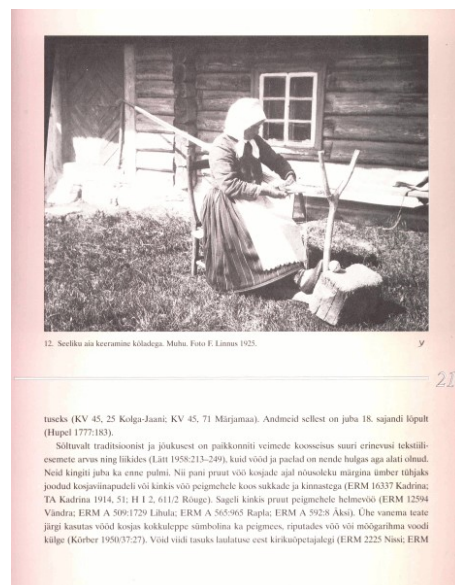 12. Seeliku aia keeramine kõladega. Muhu. Foto F. Linnus 1925.
y
21
tuseks (KV 45, 25 Kolga-Jaani; KV 45, 71 Märjamaa). Andmeid sellest on juba 18. sajandi lõpult
(Hupel 1777:183).
Sõltuvalt traditsioonist ja jõukusest on paikkonniti veimede koosseisus suuri erinevusi tekstiili-
esemete arvus ning liikides (Lätt 1958:213–249), kuid vööd ja paelad on nende hulgas aga alati olnud.
Neid kingiti juba ka enne pulmi. Nii pani pruut vöö kosjade ajal nõusoleku märgina ümber tühjaks
joodud kosjaviinapudeli või kinkis vöö peigmehele koos sukkade ja kinnastega (ERM 16337 Kadrina;
TA Kadrina 1914, 51; H I 2, 611/2 Rõuge). Sageli kinkis pruut peigmehele helmevöö (ERM 12594
Vändra; ERM A 509:1729 Lihula; ERM A 565:965 Rapla; ERM A 592:8 Äksi). Ühe vanema teate
järgi kasutas vööd kosjas kokkuleppe sümbolina ka peigmees, riputades vöö või mõõgarihma voodi
külge (Körber 1950/37:27). Vöid viidi tasuks laulatuse eest kirikuõpetajalegi (ERM 2225 Nissi; ERM